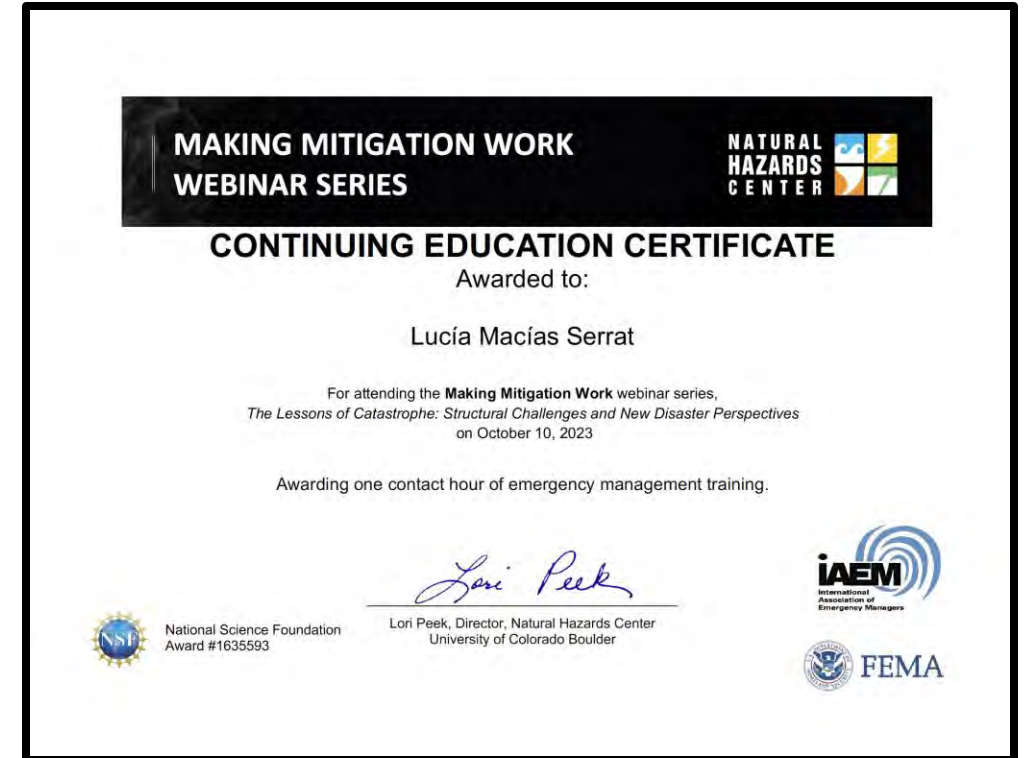 MAKING MITIGATION WORK
WEBINAR SERIES
NATURAL
HAZARDS
CENTER
CONTINUING EDUCATION CERTIFICATE
Awarded to:
Lucía Macías Serrat
For attending the Making Mitigation Work webinar series,
The Lessons of Catastrophe: Structural Challenges and New Disaster Perspectives
on October 10, 2023
Awarding one contact hour of emergency management training.
Lori Peek
Lori Peek, Director, Natural Hazards Center
University of Colorado Boulder
NSF
National Science Foundation
Award #1635593
iAEM
International
Association of
Emergency Managers
FEMA